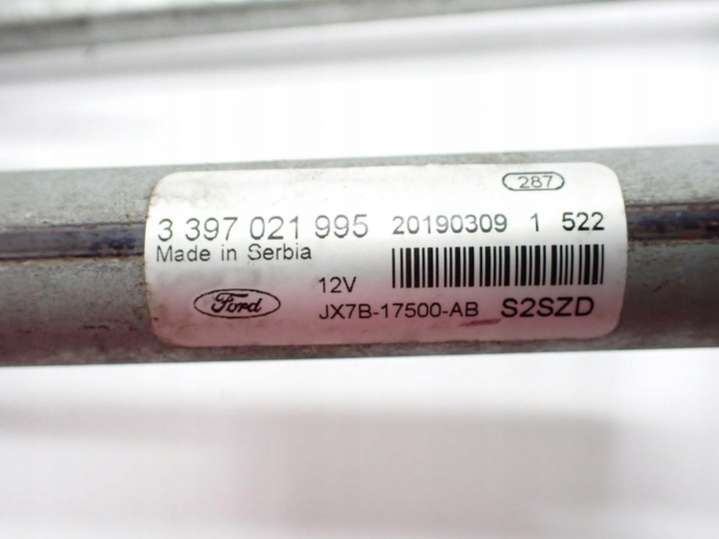 287
3 397 021 995 20190309 1 522
Made in Serbia
12V
Ford JX7B-17500-AB S2SZD